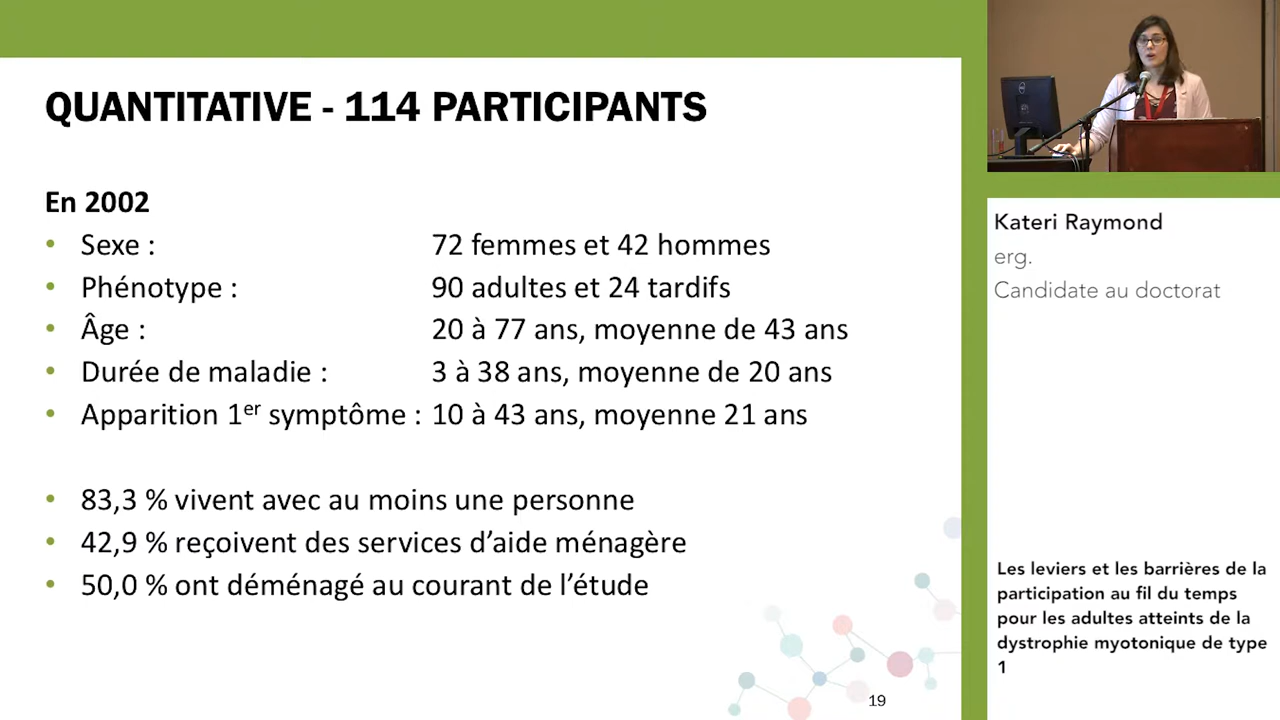 QUANTITATIVE - 114 PARTICIPANTS
En 2002
• Sexe : 72 femmes et 42 hommes
• Phénotype : 90 adultes et 24 tardifs
• Âge : 20 à 77 ans, moyenne de 43 ans
• Durée de maladie : 3 à 38 ans, moyenne de 20 ans
• Apparition 1er symptôme : 10 à 43 ans, moyenne 21 ans
• 83,3 % vivent avec au moins une personne
• 42,9 % reçoivent des services d’aide ménagère
• 50,0 % ont déménagé au courant de l’étude
19
Kateri Raymond
erg.
Candidate au doctorat
Les leviers et les barrières de la
participation au fil du temps
pour les adultes atteints de la
dystrophie myotonique de type
1